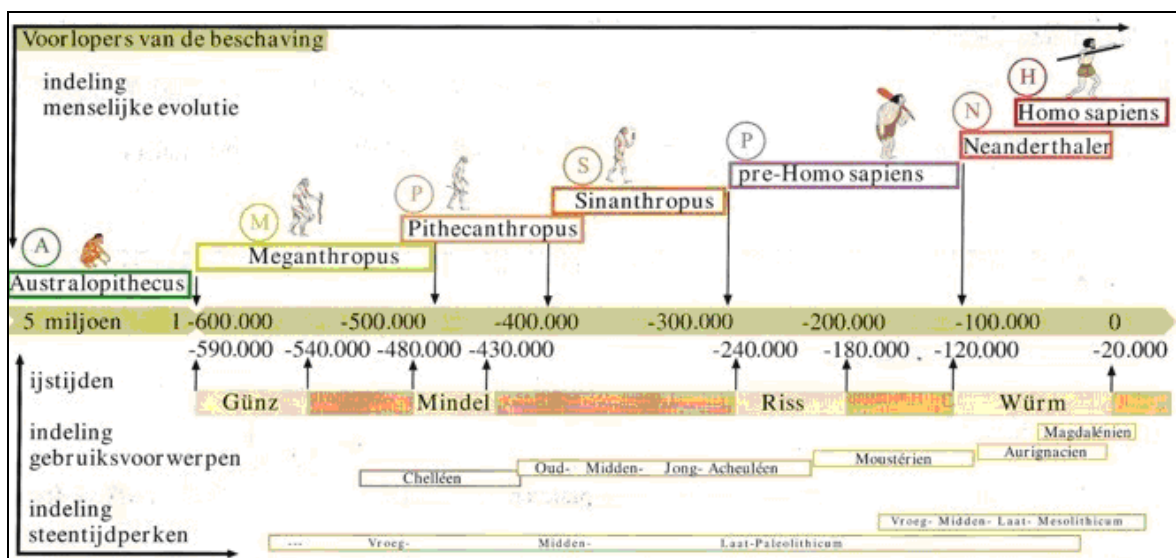 Voorlopers van de beschaving
indeling
menselijke evolutie
H
Homo sapiens
N
Neanderthaler
P
pre-Homo sapiens
S
Sinanthropus
P
Pithecanthropus
M
Meganthropus
A
Australopithecus
5 miljoen 1 -600.000 -500.000 -400.000 -300.000 -200.000 -100.000 0
-590.000 -540.000 -480.000 -430.000 -240.000 -180.000 -120.000 -20.000
ijstijden
Günz Mindel Riss Würm
indeling
gebruiksvoorwerpen
Magdalénien
Aurignacien
Moustérien
Oud- Midden- Jong- Acheuléen
Chelléen
indeling
steentijdperken
Vroeg- Midden- Laat- Mesolithicum
--- Vroeg- Midden- Laat-Paleolithicum